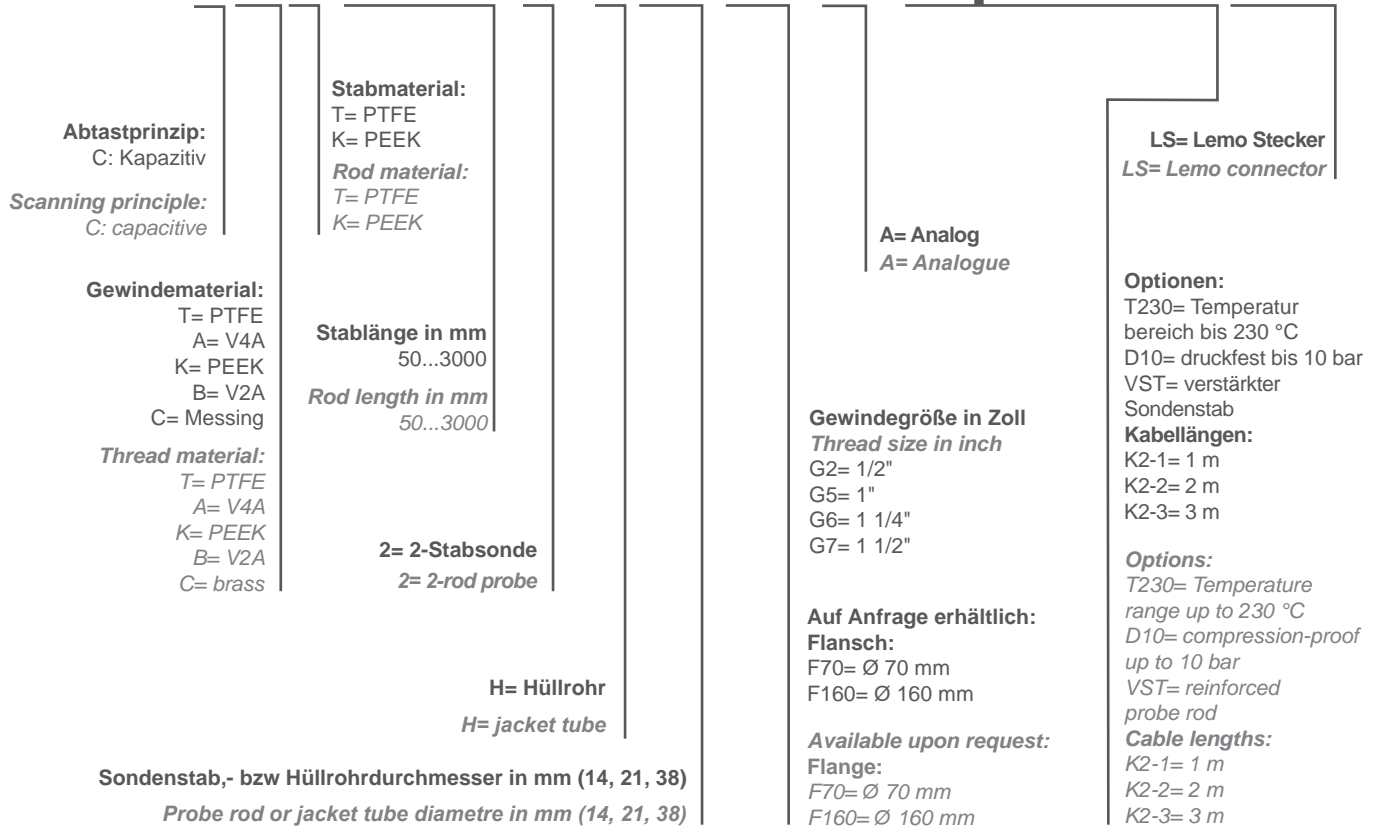 Abtastprinzip:
C: Kapazitiv
Scanning principle:
C: capacitive
Gewindematerial:
T= PTFE
A= V4A
K= PEEK
B= V2A
C= Messing
Thread material:
T= PTFE
A= V4A
K= PEEK
B= V2A
C= brass
Stabmaterial:
T= PTFE
K= PEEK
Rod material:
T= PTFE
K= PEEK
Stablänge in mm
50...3000
Rod length in mm
50...3000
2= 2-Stabsonde
2= 2-rod probe
H= Hüllrohr
H= jacket tube
Sondenstab,- bzw Hüllrohrdurchmesser in mm (14, 21, 38)
Probe rod or jacket tube diametre in mm (14, 21, 38)
Gewindegröße in Zoll
Thread size in inch
G2= 1/2"
G5= 1"
G6= 1 1/4"
G7= 1 1/2"
Auf Anfrage erhältlich:
Flansch:
F70= Ø 70 mm
F160= Ø 160 mm
Available upon request:
Flange:
F70= Ø 70 mm
F160= Ø 160 mm
A= Analog
A= Analogue
Optionen:
T230= Temperatur
bereich bis 230 °C
D10= druckfest bis 10 bar
VST= verstärkter
Sondenstab
Kabellängen:
K2-1= 1 m
K2-2= 2 m
K2-3= 3 m
Options:
T230= Temperature
range up to 230 °C
D10= compression-proof
up to 10 bar
VST= reinforced
probe rod
Cable lengths:
K2-1= 1 m
K2-2= 2 m
K2-3= 3 m
LS= Lemo Stecker
LS= Lemo connector